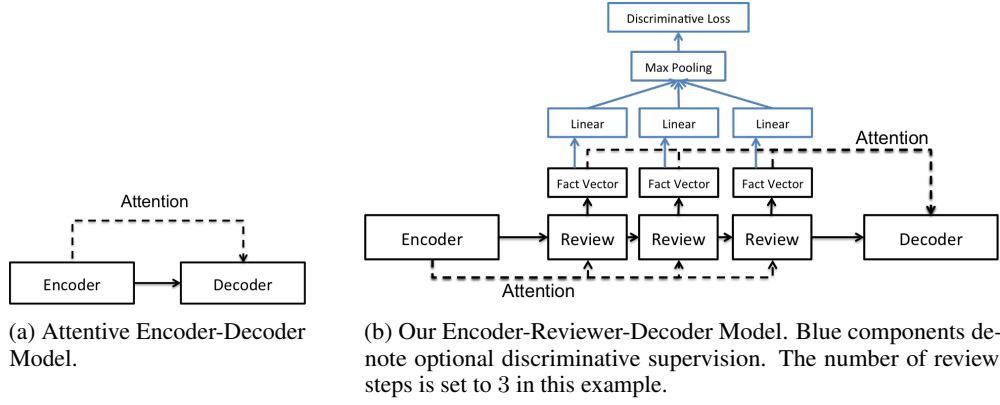 Discriminative Loss
Max Pooling
Linear Linear Linear
Attention
Fact Vector Fact Vector Fact Vector
Attention
Encoder Review Review Review Decoder
Encoder Decoder
Attention
(a) Attentive Encoder-Decoder
Model.
(b) Our Encoder-Reviewer-Decoder Model. Blue components de-
note optional discriminative supervision. The number of review
steps is set to 3 in this example.